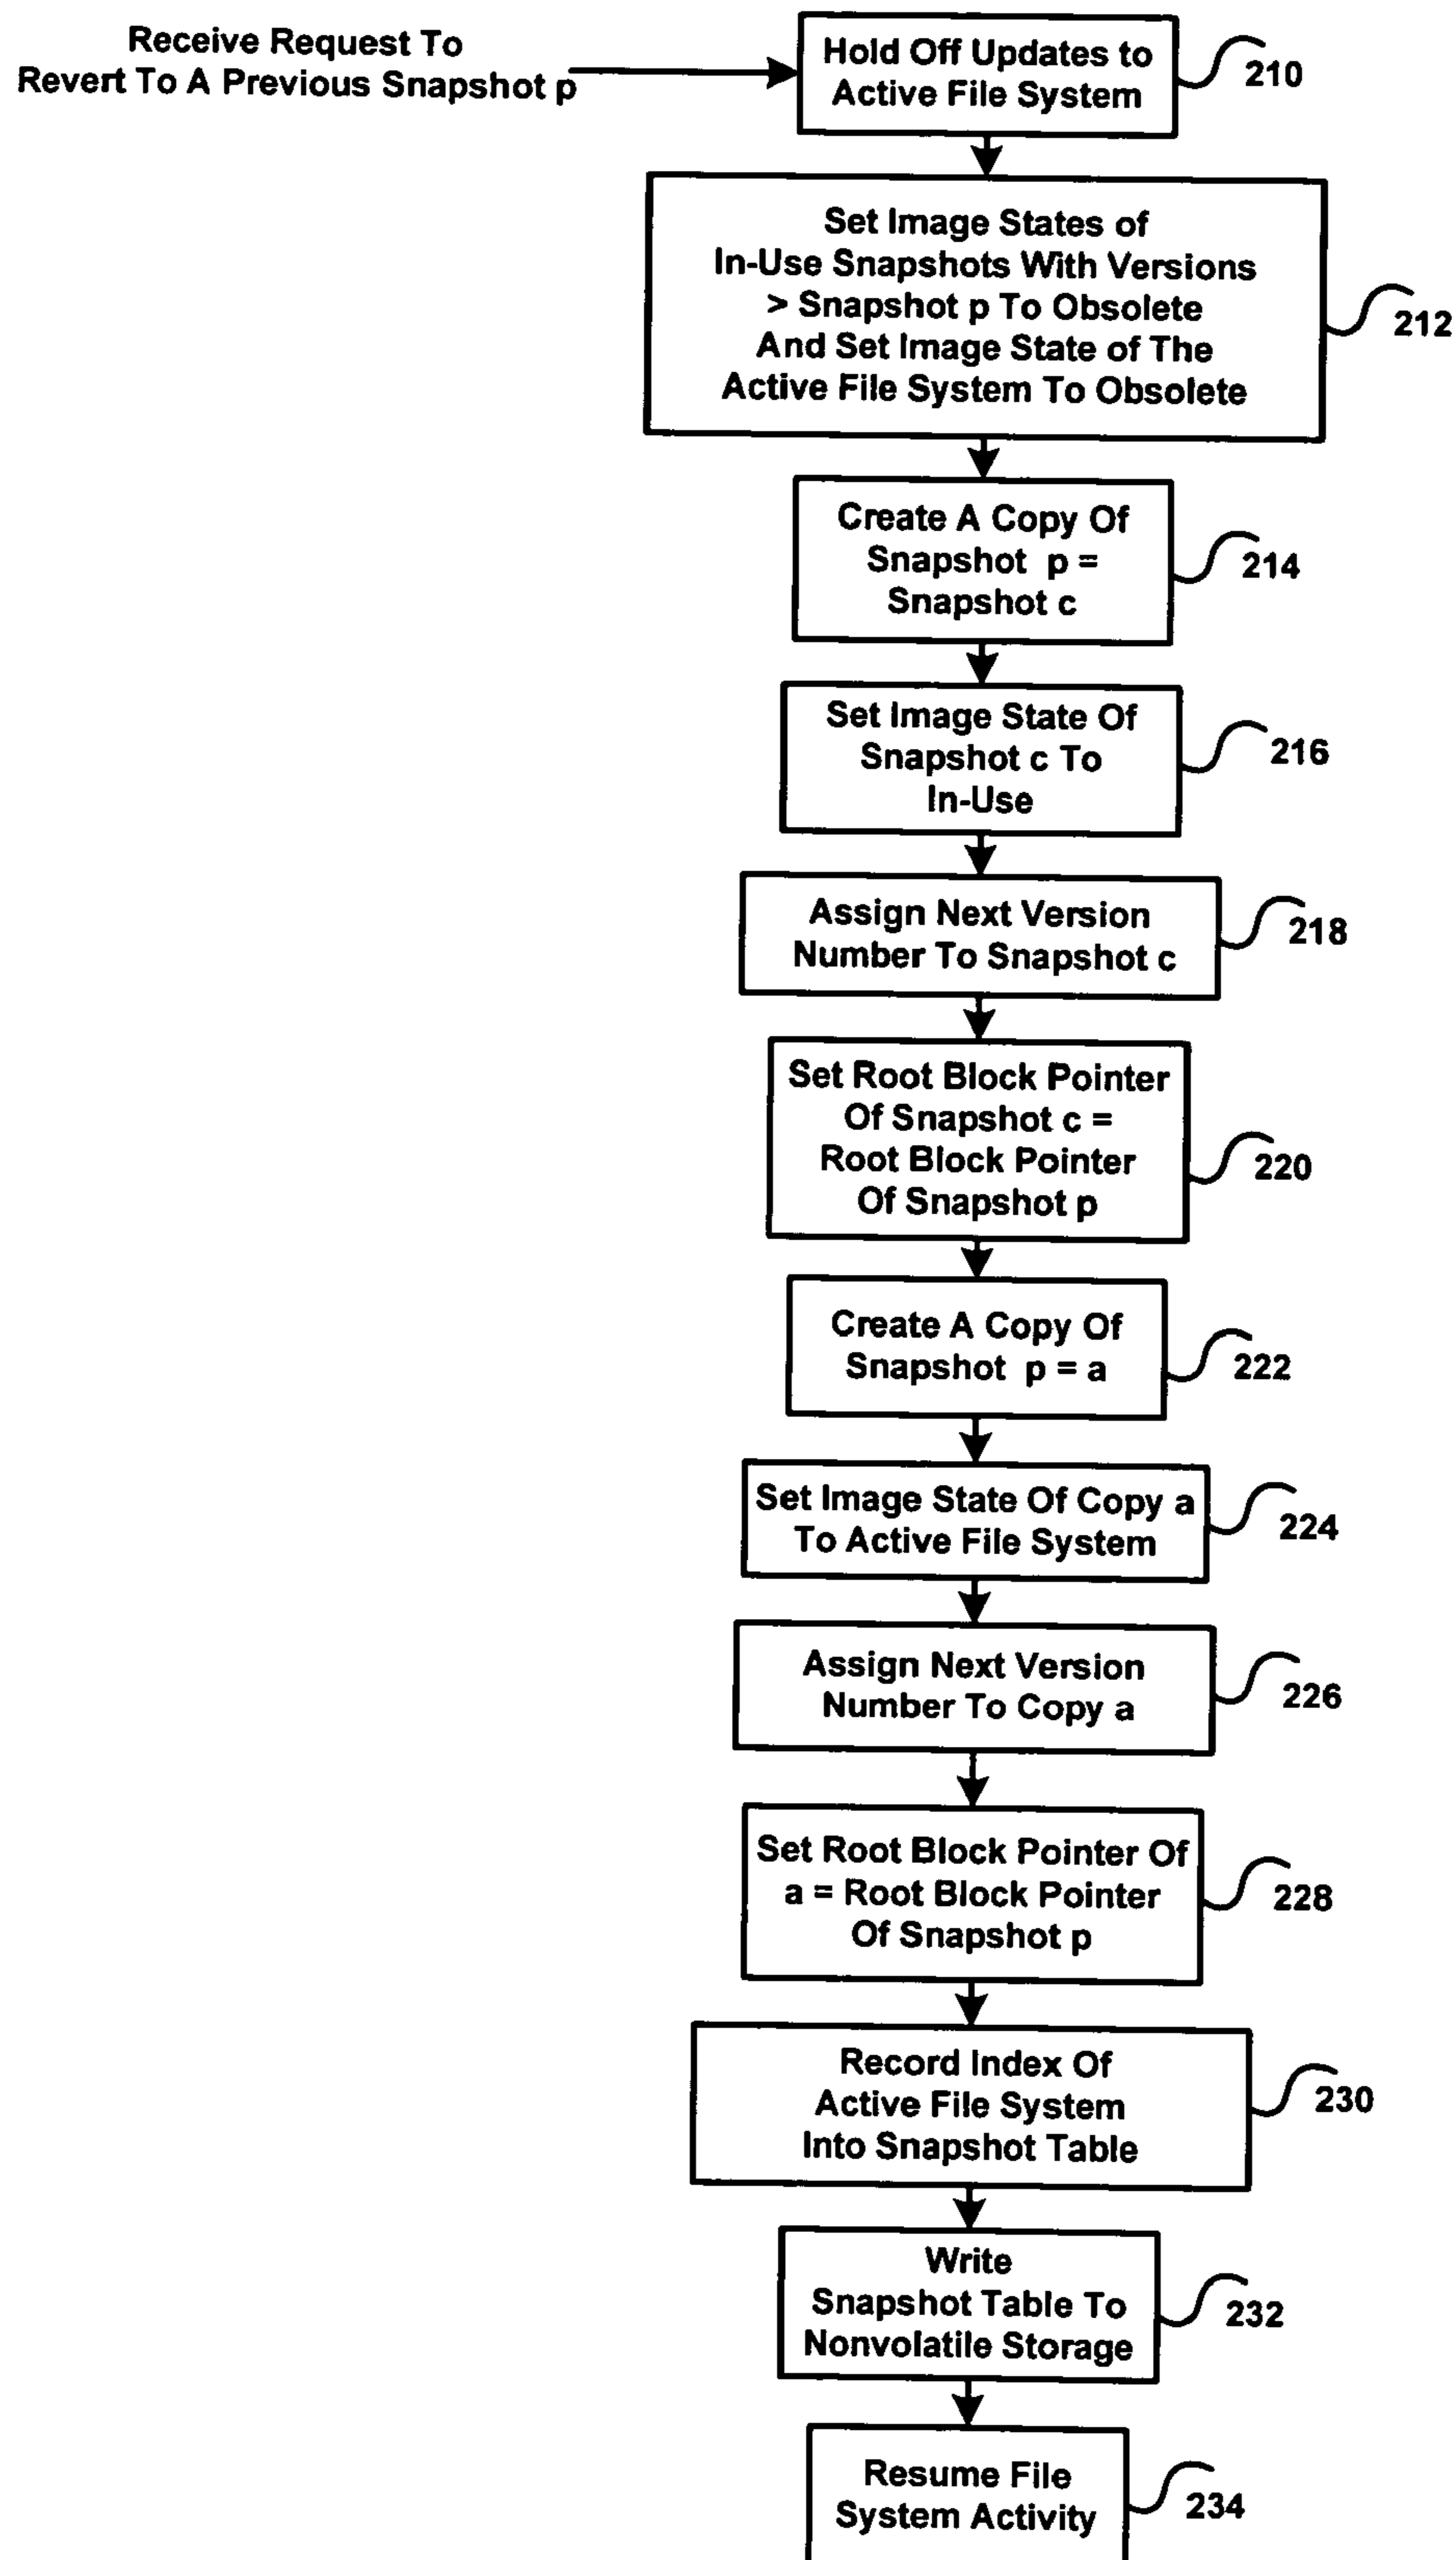 Receive Request To
Revert To A Previous Snapshot p
Hold Off Updates to
Active File System
210
Set Image States of
In-Use Snapshots With Versions
> Snapshot p To Obsolete
And Set Image State of The
Active File System To Obsolete
212
Create A Copy Of
Snapshot p =
Snapshot c
214
Set Image State Of
Snapshot c To
In-Use
216
Assign Next Version
Number To Snapshot c
218
Set Root Block Pointer
Of Snapshot c =
Root Block Pointer
Of Snapshot p
220
Create A Copy Of
Snapshot p = a
222
Set Image State Of Copy a
To Active File System
224
Assign Next Version
Number To Copy a
226
Set Root Block Pointer Of
a = Root Block Pointer
Of Snapshot p
228
Record Index Of
Active File System
Into Snapshot Table
230
Write
Snapshot Table To
Nonvolatile Storage
232
Resume File
System Activity
234